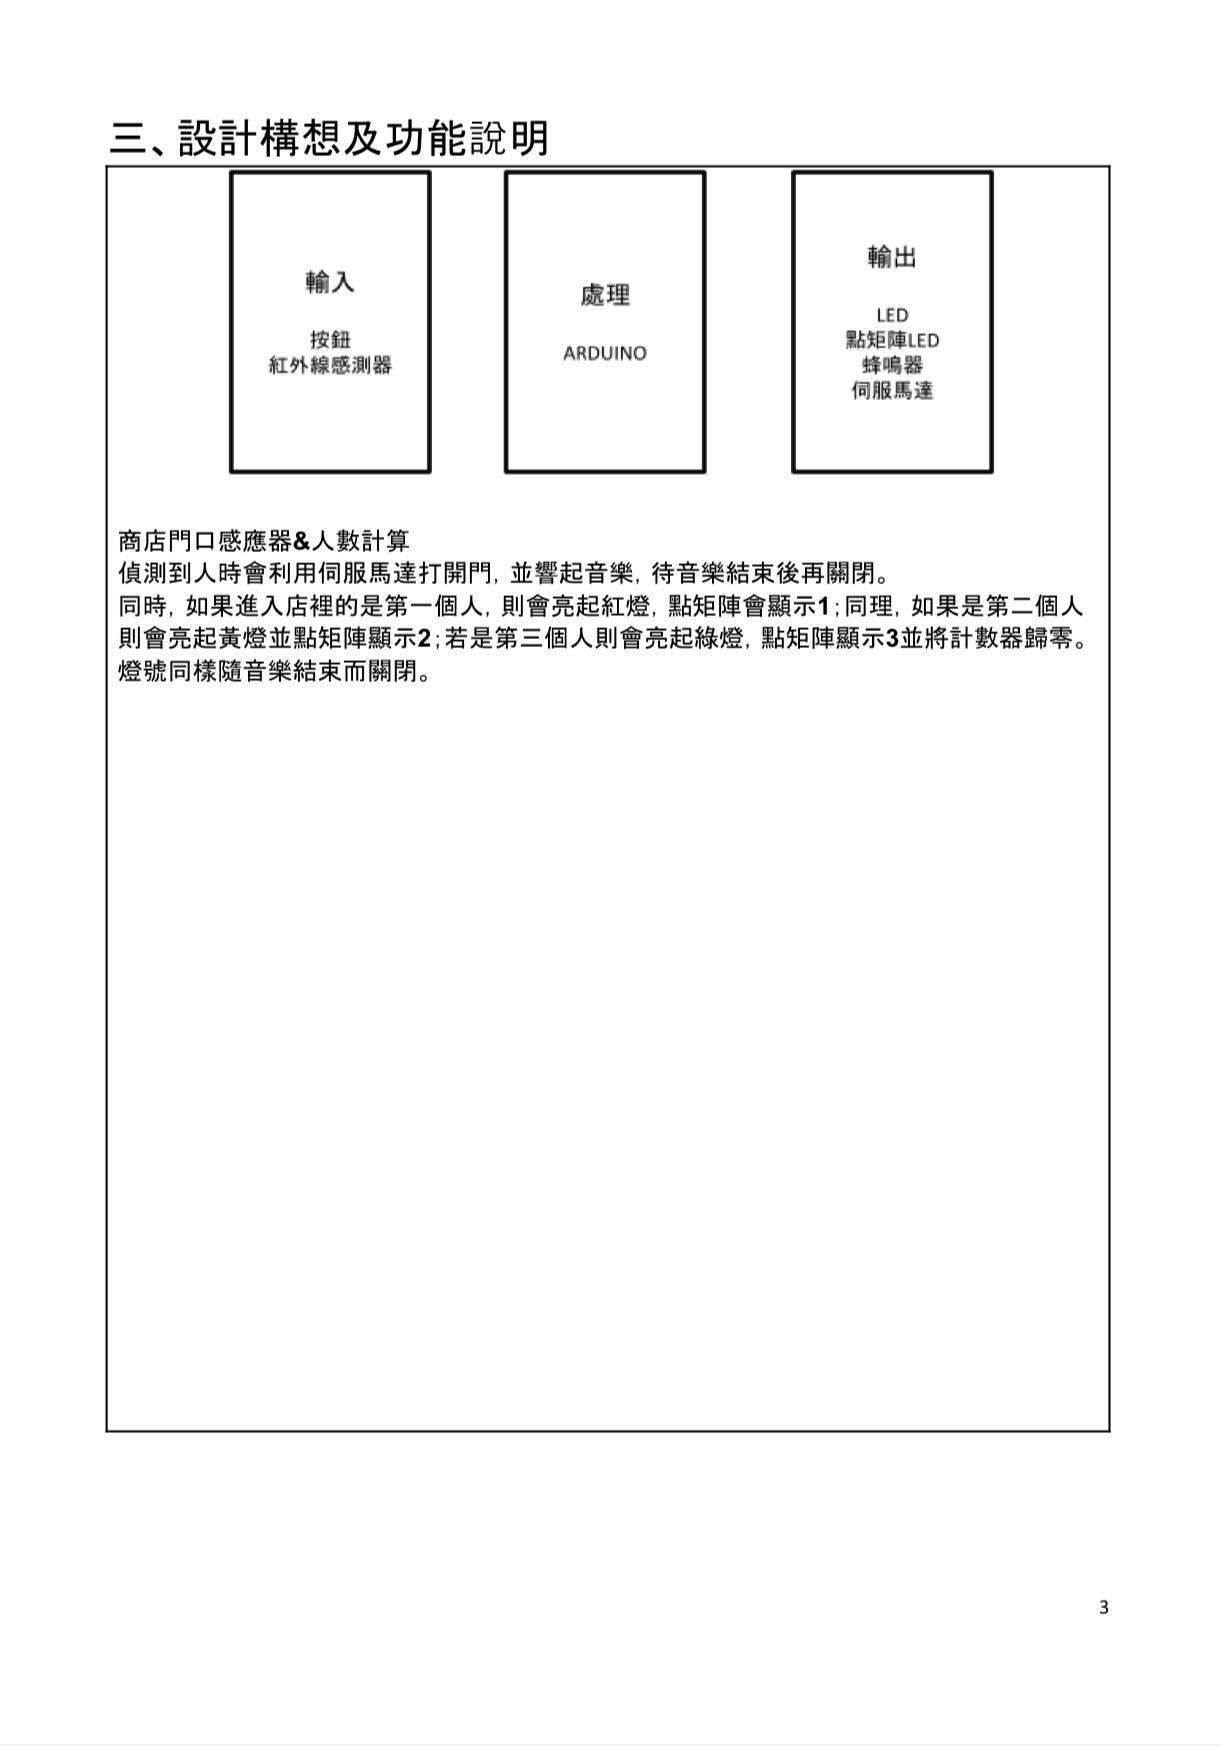 三、設計構想及功能說明
輸入
按鈕
紅外線感測器
處理
ARDUINO
輸出
LED
點矩陣LED
蜂鳴器
伺服馬達
商店門口感應器&人數計算
偵測到人時會利用伺服馬達打開門, 並響起音樂, 待音樂結束後再關閉。
同時, 如果進入店裡的是第一個人, 則會亮起紅燈, 點矩陣會顯示1;同理, 如果是第二個人
則會亮起黃燈並點矩陣顯示2;若是第三個人則會亮起綠燈, 點矩陣顯示3並將計數器歸零。
燈號同樣隨音樂結束而關閉。
3